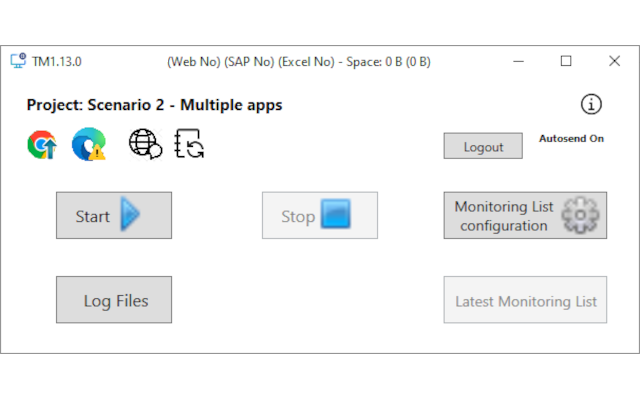 TM1.13.0
(Web No) (SAP No) (Excel No) - Space: 0 B (0 B)
Project: Scenario 2 - Multiple apps
Logout
Autosend On
Start
Stop
Monitoring List
configuration
Log Files
Latest Monitoring List